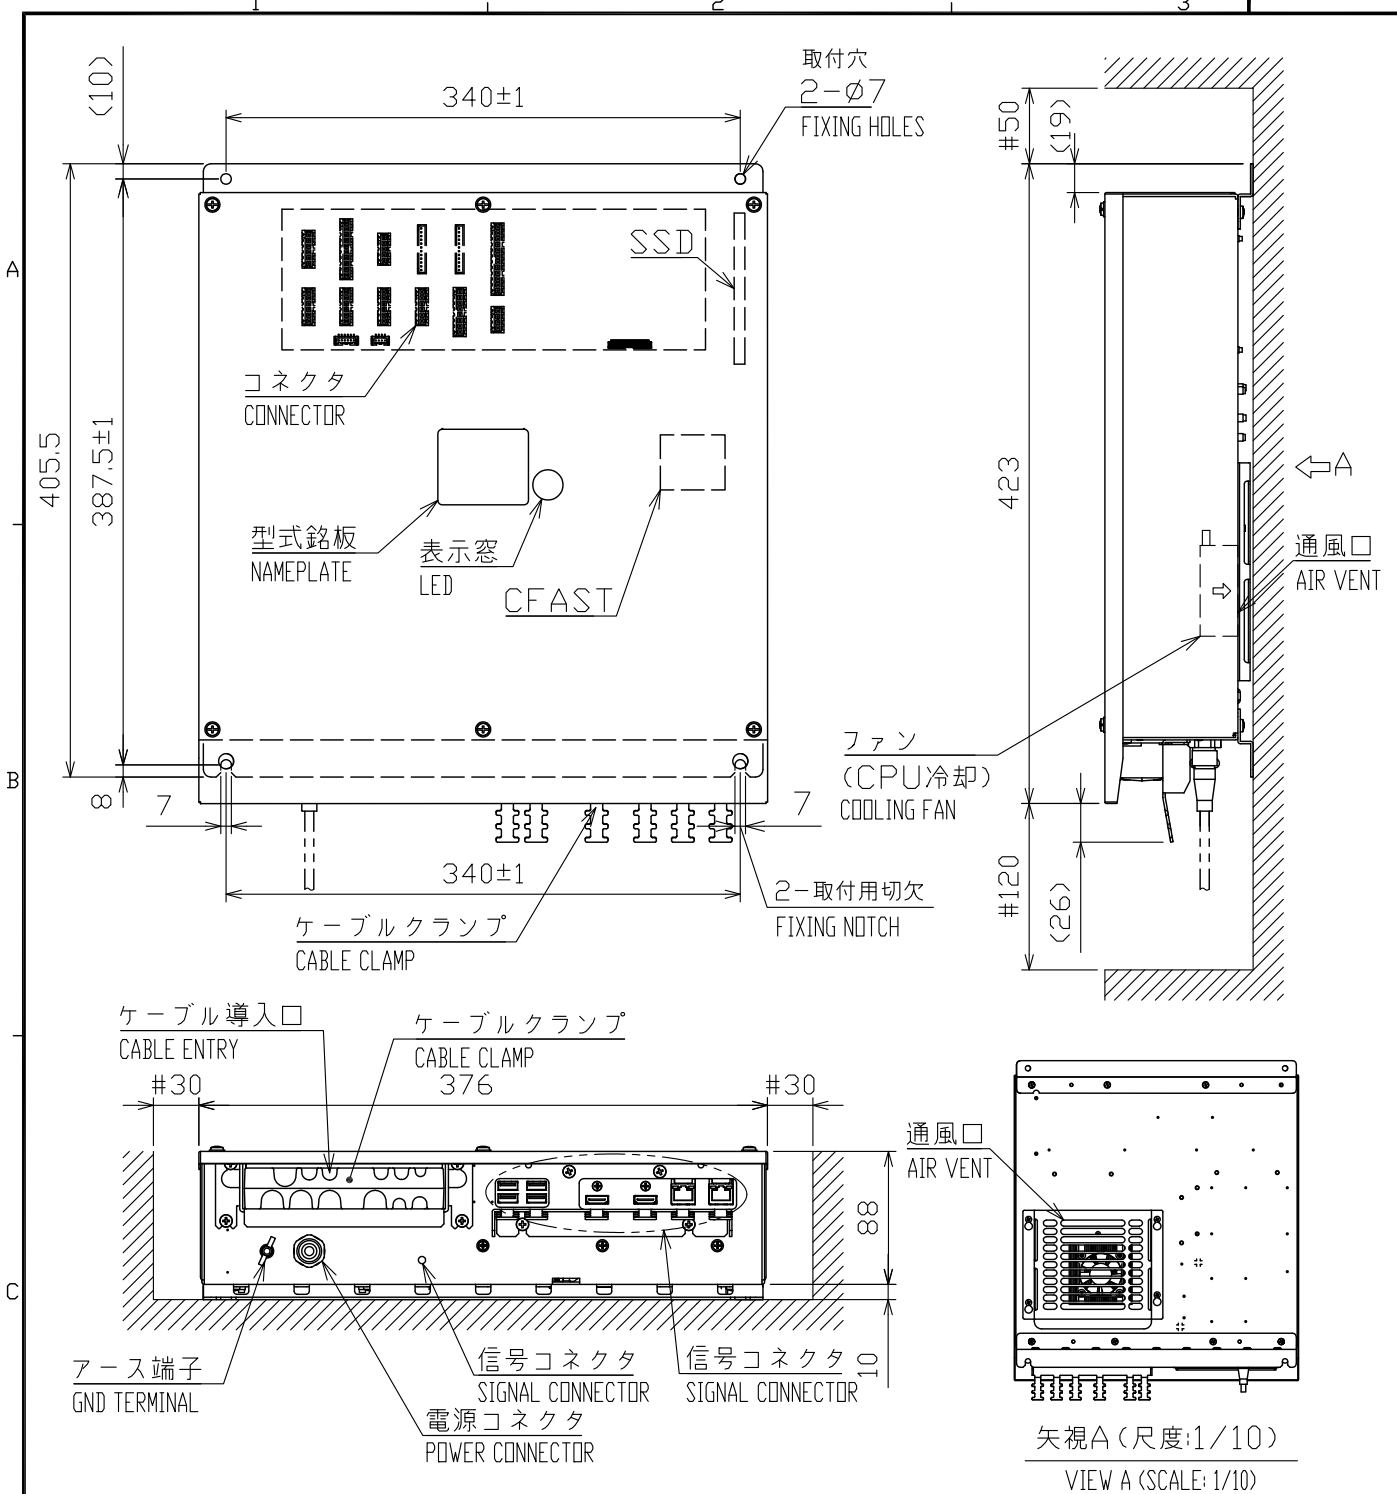 1
2
3
A
B
C
(10)
340±1
取付穴
2-φ7
FIXING HOLES
#50
(19)
SSD
コネクタ
CONNECTOR
405.5
387.5±1
423
⇦A
型式銘板
NAMEPLATE
表示窓
LED
CFAST
通風口
AIR VENT
ファン
(CPU冷却)
COOLING FAN
8
7
7
340±1
2-取付用切欠
FIXING NOTCH
ケーブルクランプ
CABLE CLAMP
#120
(26)
ケーブル導入口
CABLE ENTRY
ケーブルクランプ
CABLE CLAMP
#30
376
#30
通風口
AIR VENT
88
10
アース端子
GND TERMINAL
信号コネクタ
SIGNAL CONNECTOR
信号コネクタ
SIGNAL CONNECTOR
電源コネクタ
POWER CONNECTOR
矢視A(尺度:1/10)
VIEW A (SCALE: 1/10)